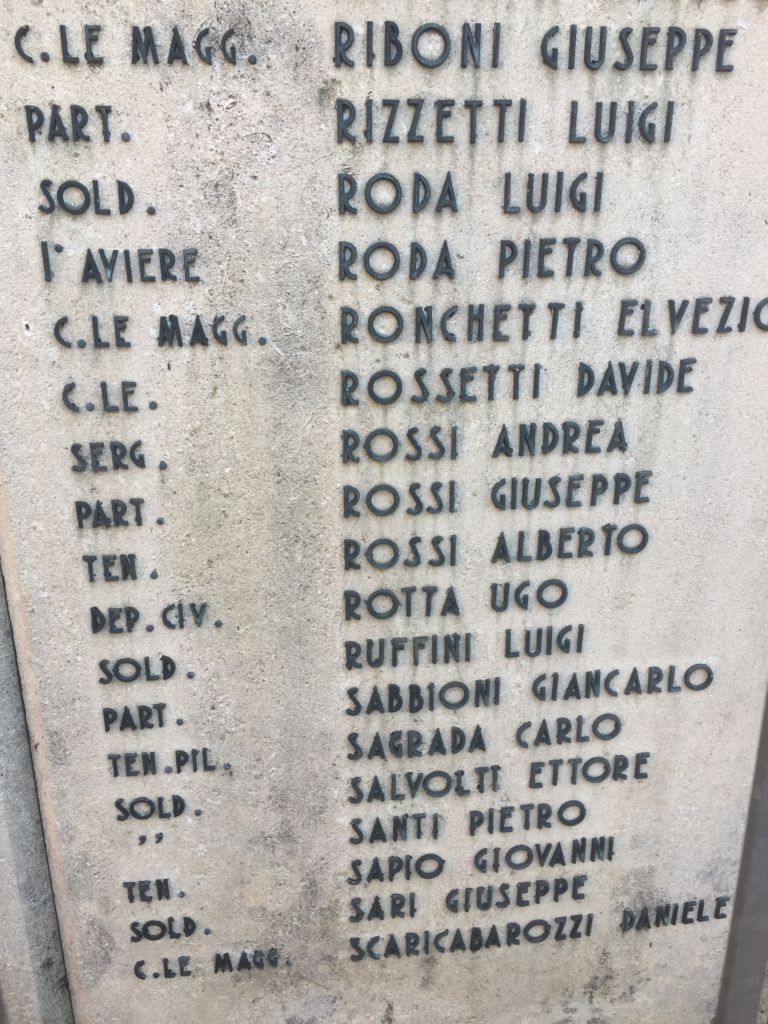 C.LE MAGG. RIBONI GIUSEPPE
PART. RIZZETTI LUIGI
SOLD. RODA LUIGI
1° AVIERE RODA PIETRO
C.LE MAGG. RONCHETTI ELVEZIO
C.LE. ROSSETTI DAVIDE
SERG. ROSSI ANDREA
PART. ROSSI GIUSEPPE
TEN. ROSSI ALBERTO
DEP. CIV. ROTTA UGO
SOLD. RUFFINI LUIGI
PART. SABBIONI GIANCARLO
TEN. PIL. SAGRADA CARLO
SOLD. SALVOLTI ETTORE
,, SANTI PIETRO
TEN. SAPIO GIOVANNI
SOLD. SARI GIUSEPPE
C.LE MAGG. SCARICABAROZZI DANIELE